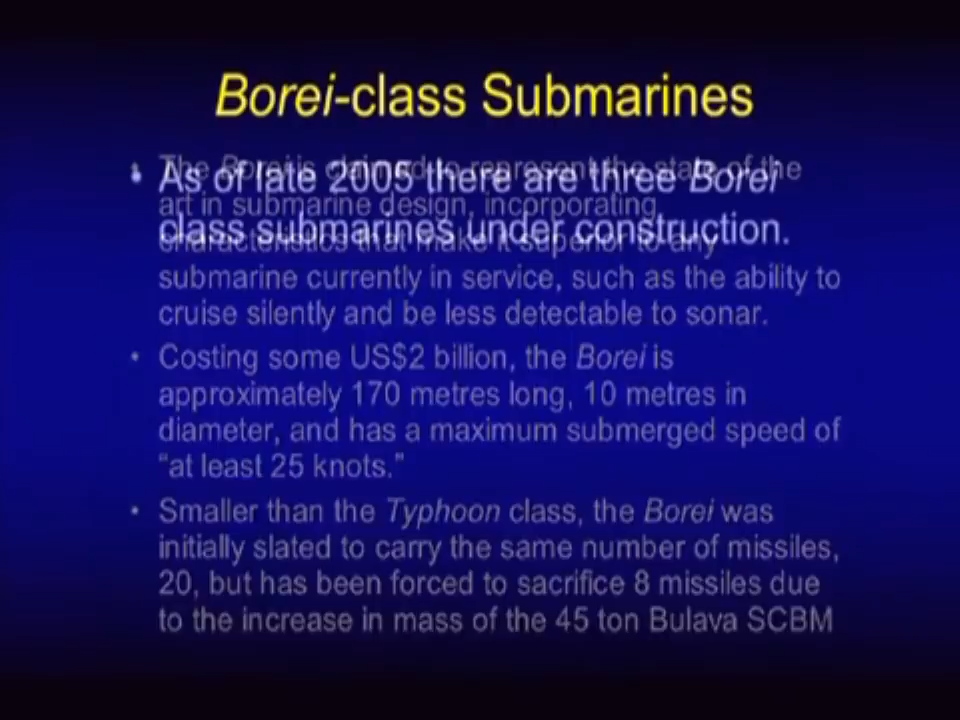 Borei-class Submarines
• As of late 2005 there are three Borei
class submarines under construction.
• The Borei is claimed to represent the state of the
art in submarine design, incorporating
characteristics that make it superior to any
submarine currently in service, such as the ability to
cruise silently and be less detectable to sonar.
• Costing some US$2 billion, the Borei is
approximately 170 metres long, 10 metres in
diameter, and has a maximum submerged speed of
“at least 25 knots.”
• Smaller than the Typhoon class, the Borei was
initially slated to carry the same number of missiles,
20, but has been forced to sacrifice 8 missiles due
to the increase in mass of the 45 ton Bulava SCBM